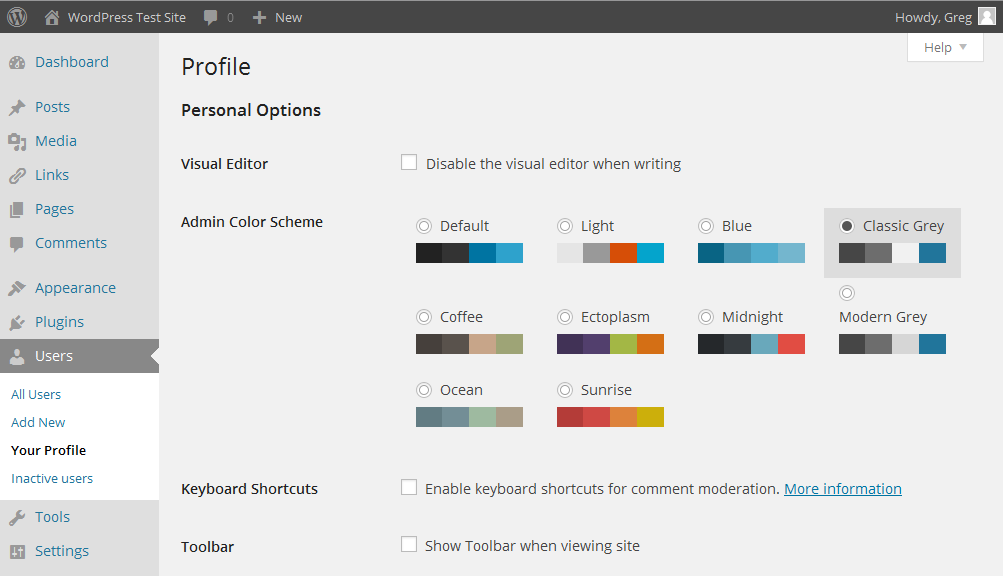 WordPress Test Site 0 New Howdy, Greg
Help
Dashboard
Posts
Media
Links
Pages
Comments
Appearance
Plugins
Users
All Users
Add New
Your Profile
Inactive users
Tools
Settings
Profile
Personal Options
Visual Editor Disable the visual editor when writing
Admin Color Scheme
Default Light Blue Classic Grey
Coffee Ectoplasm Midnight Modern Grey
Ocean Sunrise
Keyboard Shortcuts Enable keyboard shortcuts for comment moderation. More information
Toolbar Show Toolbar when viewing site